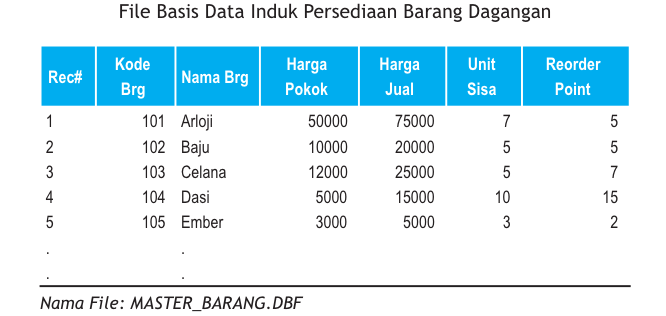 File Basis Data Induk Persediaan Barang Dagangan
Rec# Kode Brg Nama Brg Harga Pokok Harga Jual Unit Sisa Reorder Point
1 101 Arloji 50000 75000 7 5
2 102 Baju 10000 20000 5 5
3 103 Celana 12000 25000 5 7
4 104 Dasi 5000 15000 10 15
5 105 Ember 3000 5000 3 2
. .
. .
Nama File: MASTER_BARANG.DBF